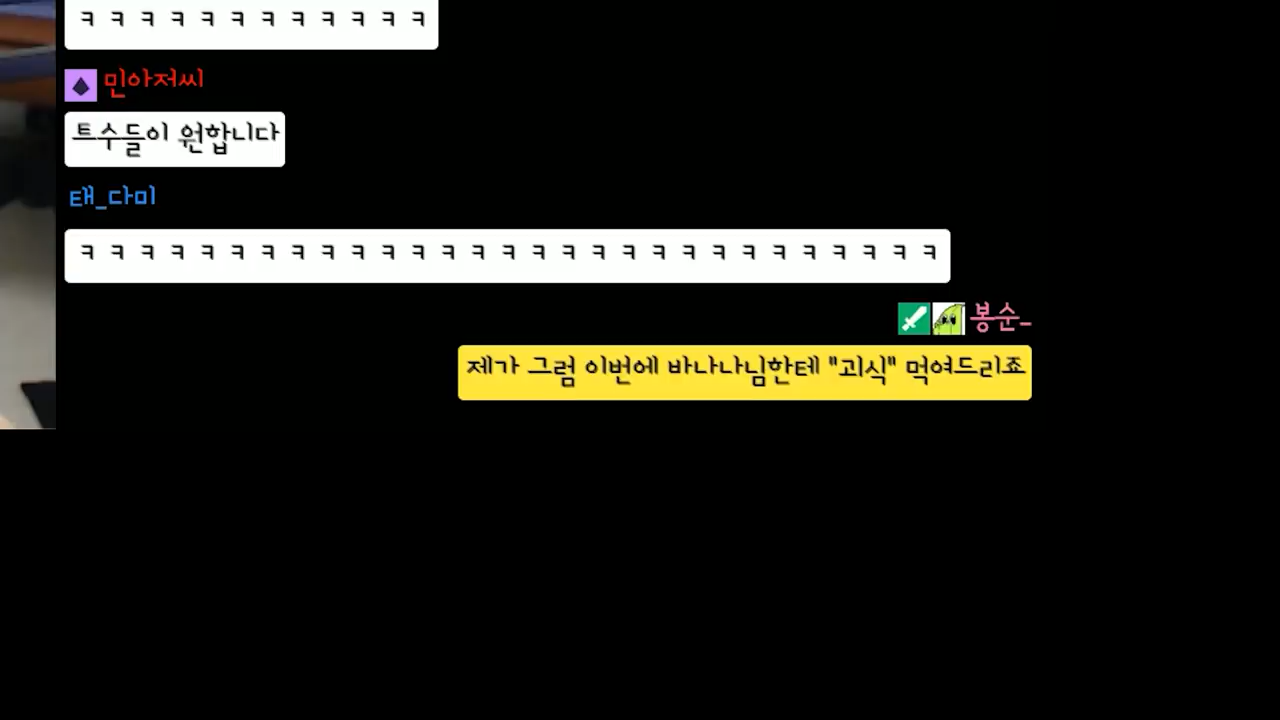 ㅋ ㅋ ㅋ ㅋ ㅋ ㅋ ㅋ ㅋ ㅋ ㅋ ㅋ ㅋ
민아저씨
트수들이 원합니다
태_다미
ㅋ ㅋ ㅋ ㅋ ㅋ ㅋ ㅋ ㅋ ㅋ ㅋ ㅋ ㅋ ㅋ ㅋ ㅋ ㅋ ㅋ ㅋ ㅋ ㅋ ㅋ ㅋ ㅋ ㅋ ㅋ ㅋ ㅋ ㅋ ㅋ
봉순_
제가 그럼 이번에 바나나님한테 "괴식" 먹여드리죠